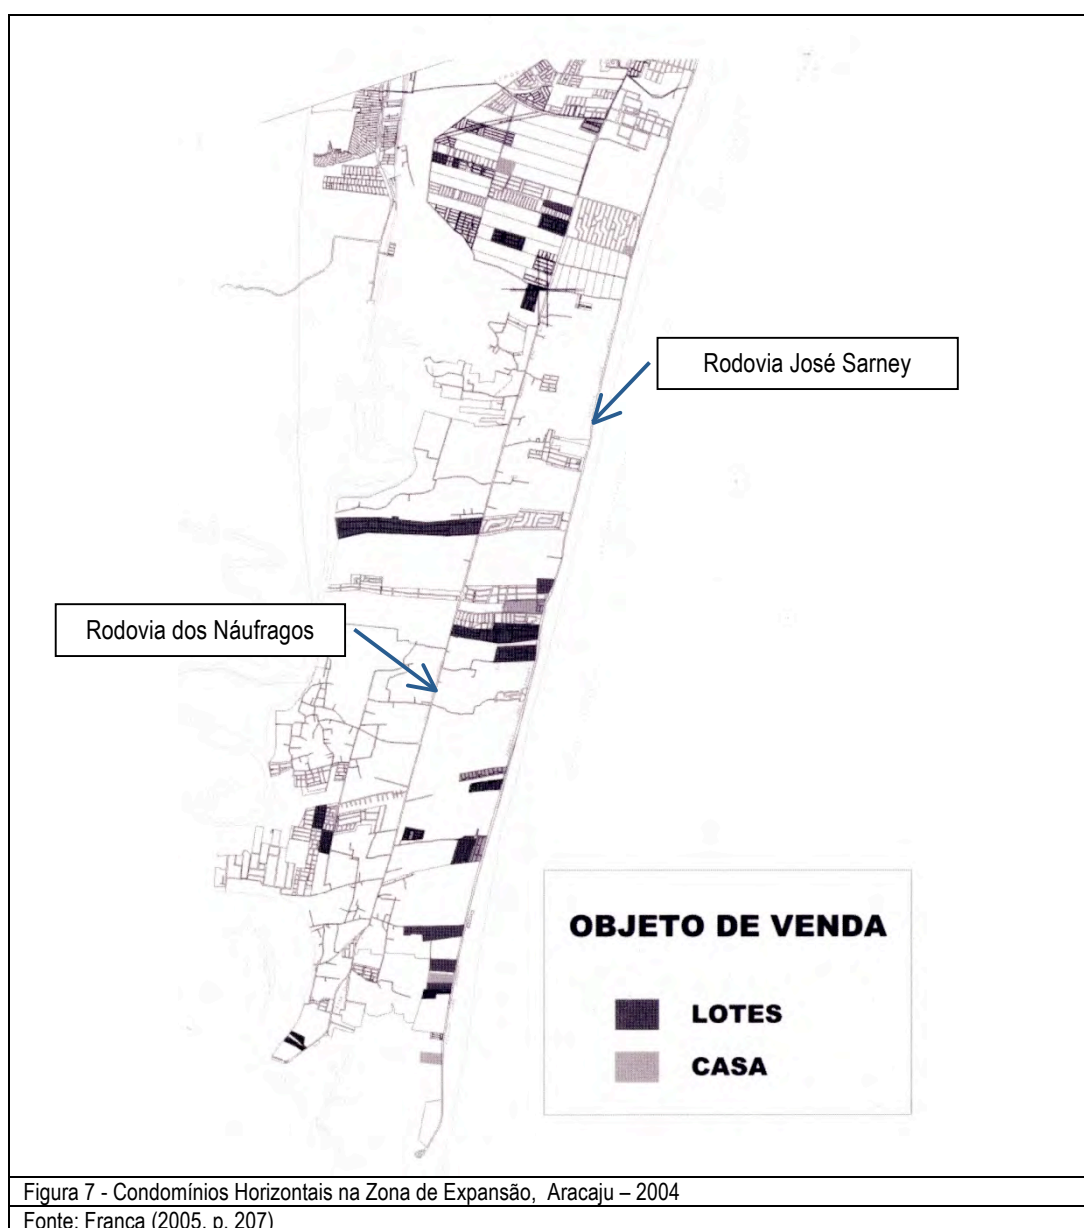 Rodovia José Sarney
Rodovia dos Náufragos
OBJETO DE VENDA
LOTES
CASA
Figura 7 - Condomínios Horizontais na Zona de Expansão, Aracaju – 2004
Fonte: França (2005, p. 207)